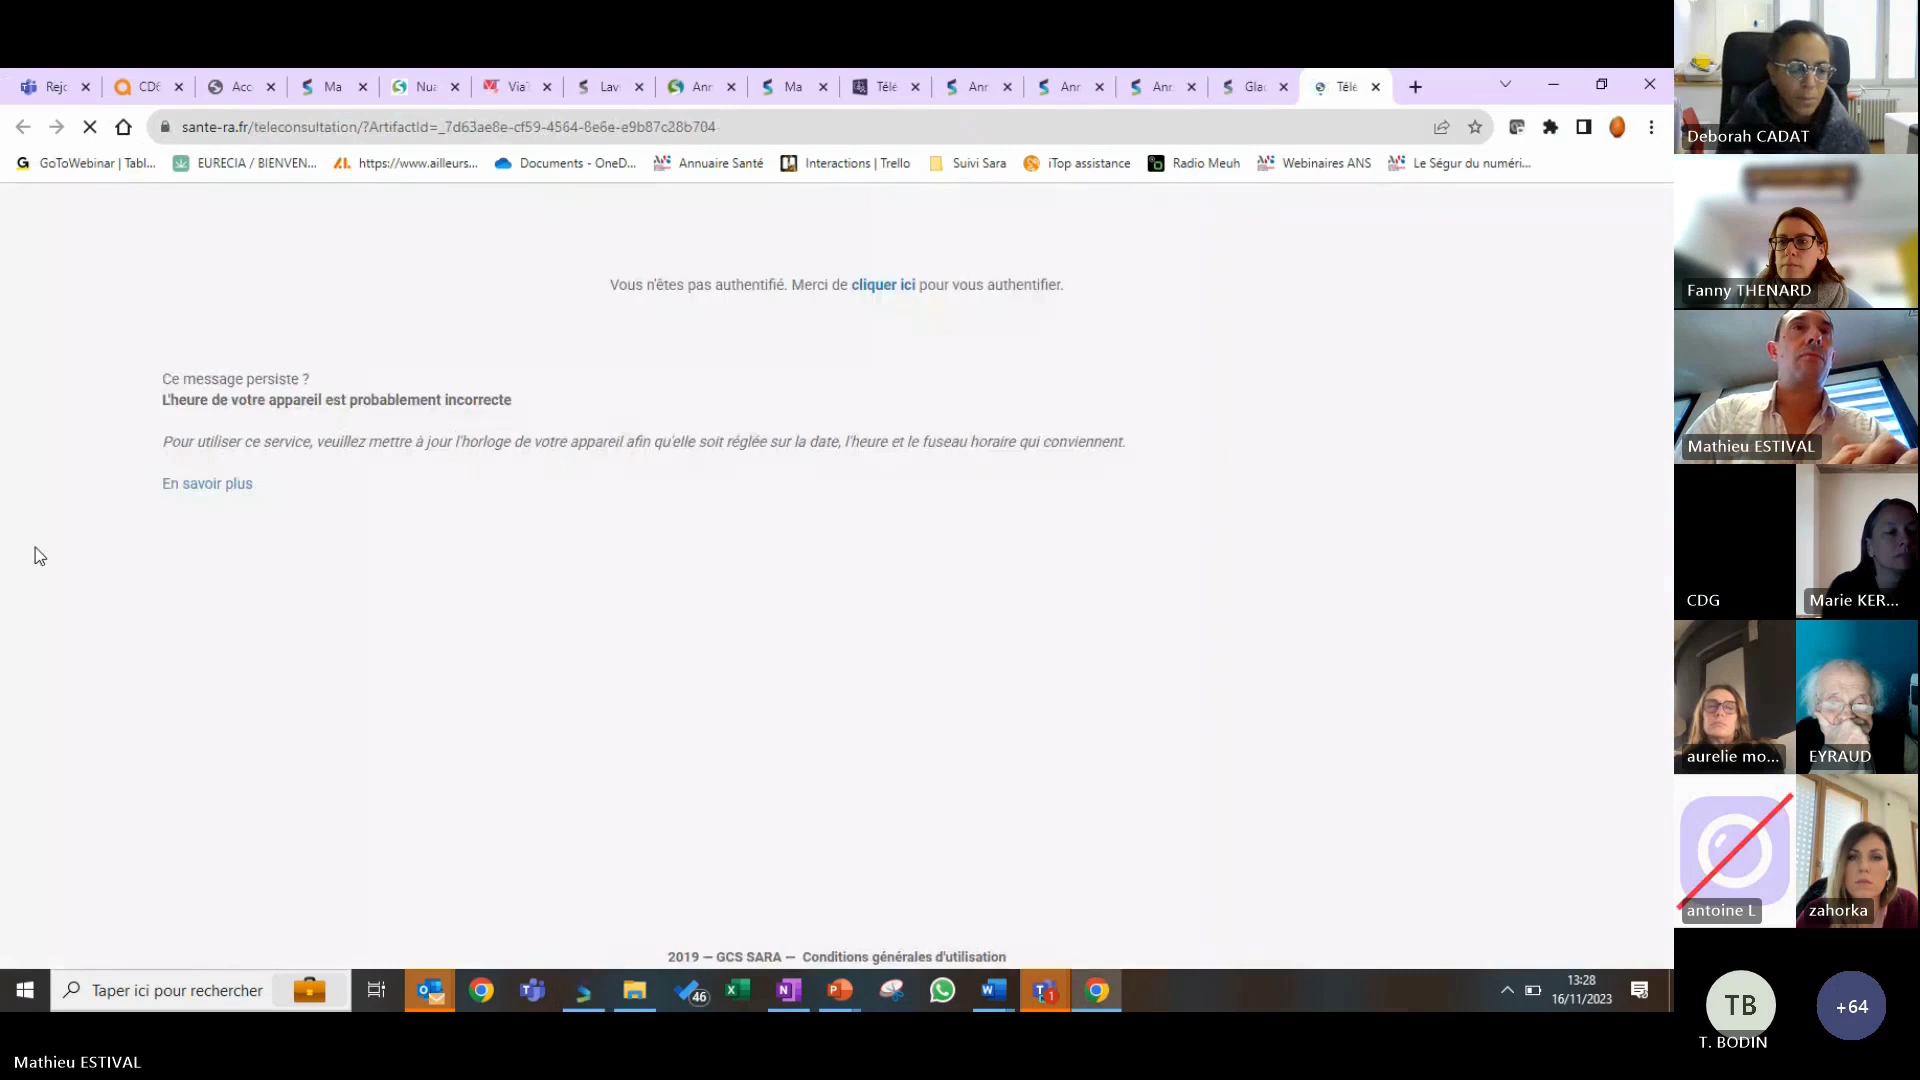 Rejc
CD6
Acc
Ma
Nua
Via
Lav
Anr
Ma
Télé
Anr
Anr
Anr
Gla
Télé
sante-ra.fr/teleconsultation/?ArtifactId=_7d63ae8e-cf59-4564-8e6e-e9b87c28b704
GoToWebinar | Tabl...
EURECIA / BIENVEN...
https://www.ailleurs...
Documents - OneD...
Annuaire Santé
Interactions | Trello
Suivi Sara
iTop assistance
Radio Meuh
Webinaires ANS
Le Ségur du numéri...
Vous n'êtes pas authentifié. Merci de cliquer ici pour vous authentifier.
Ce message persiste ?
L'heure de votre appareil est probablement incorrecte
Pour utiliser ce service, veuillez mettre à jour l'horloge de votre appareil afin qu'elle soit réglée sur la date, l'heure et le fuseau horaire qui conviennent.
En savoir plus
2019 — GCS SARA — Conditions générales d'utilisation
Taper ici pour rechercher
46
1
13:28
16/11/2023
Mathieu ESTIVAL
Deborah CADAT
Fanny THENARD
Mathieu ESTIVAL
CDG
Marie KER...
aurelie mo...
EYRAUD
antoine L
zahorka
TB
T. BODIN
+64